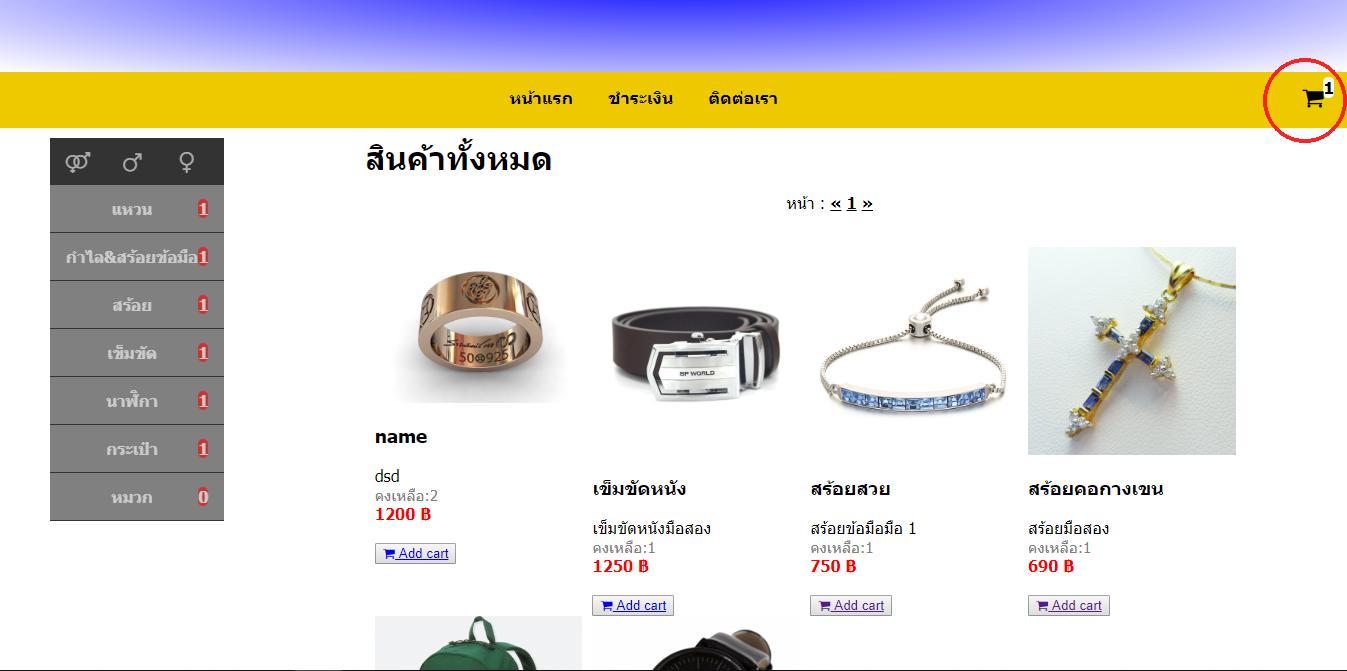 หน้าแรก ชำระเงิน ติดต่อเรา 1
สินค้าทั้งหมด
หน้า : « 1 »
แหวน 1
กำไล&สร้อยข้อมือ 1
สร้อย 1
เข็มขัด 1
นาฬิกา 1
กระเป๋า 1
หมวก 0
50 925
name
dsd
คงเหลือ:2
1200 ฿
Add cart
BP WORLD
เข็มขัดหนัง
เข็มขัดหนังมือสอง
คงเหลือ:1
1250 ฿
Add cart
สร้อยสวย
สร้อยข้อมือมือ 1
คงเหลือ:1
750 ฿
Add cart
สร้อยคอกางเขน
สร้อยมือสอง
คงเหลือ:1
690 ฿
Add cart